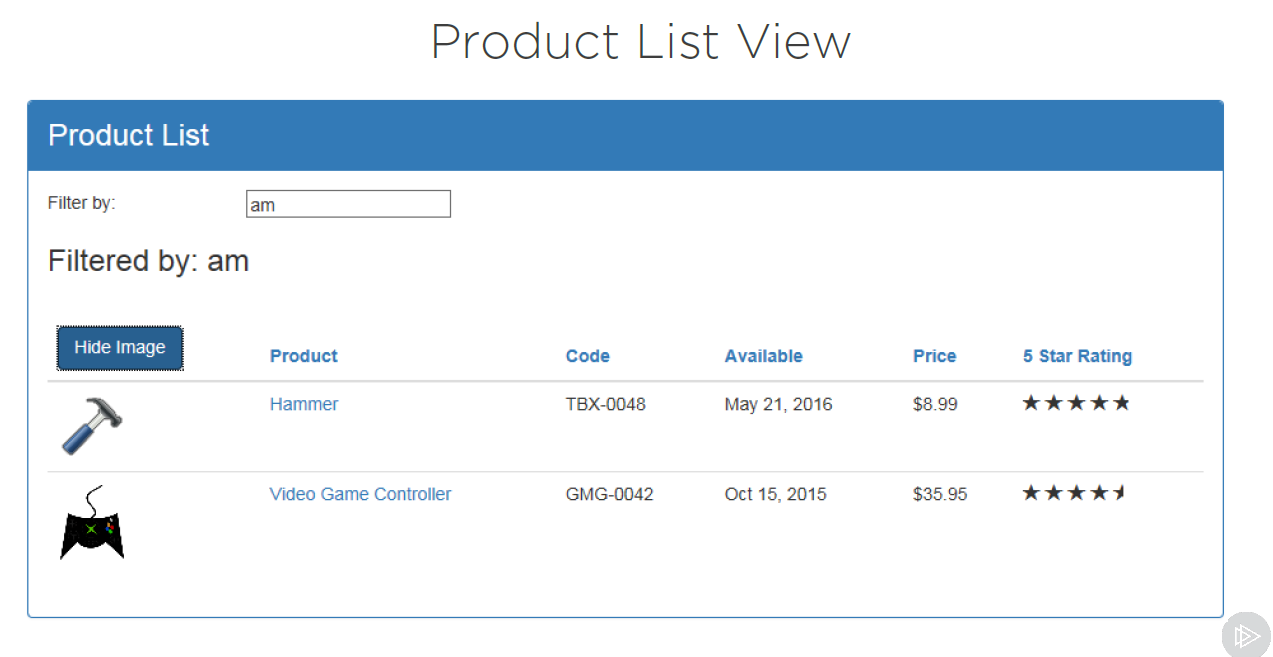 Product List View
Product List
Filter by: am
Filtered by: am
Hide Image Product Code Available Price 5 Star Rating
Hammer TBX-0048 May 21, 2016 $8.99
Video Game Controller GMG-0042 Oct 15, 2015 $35.95